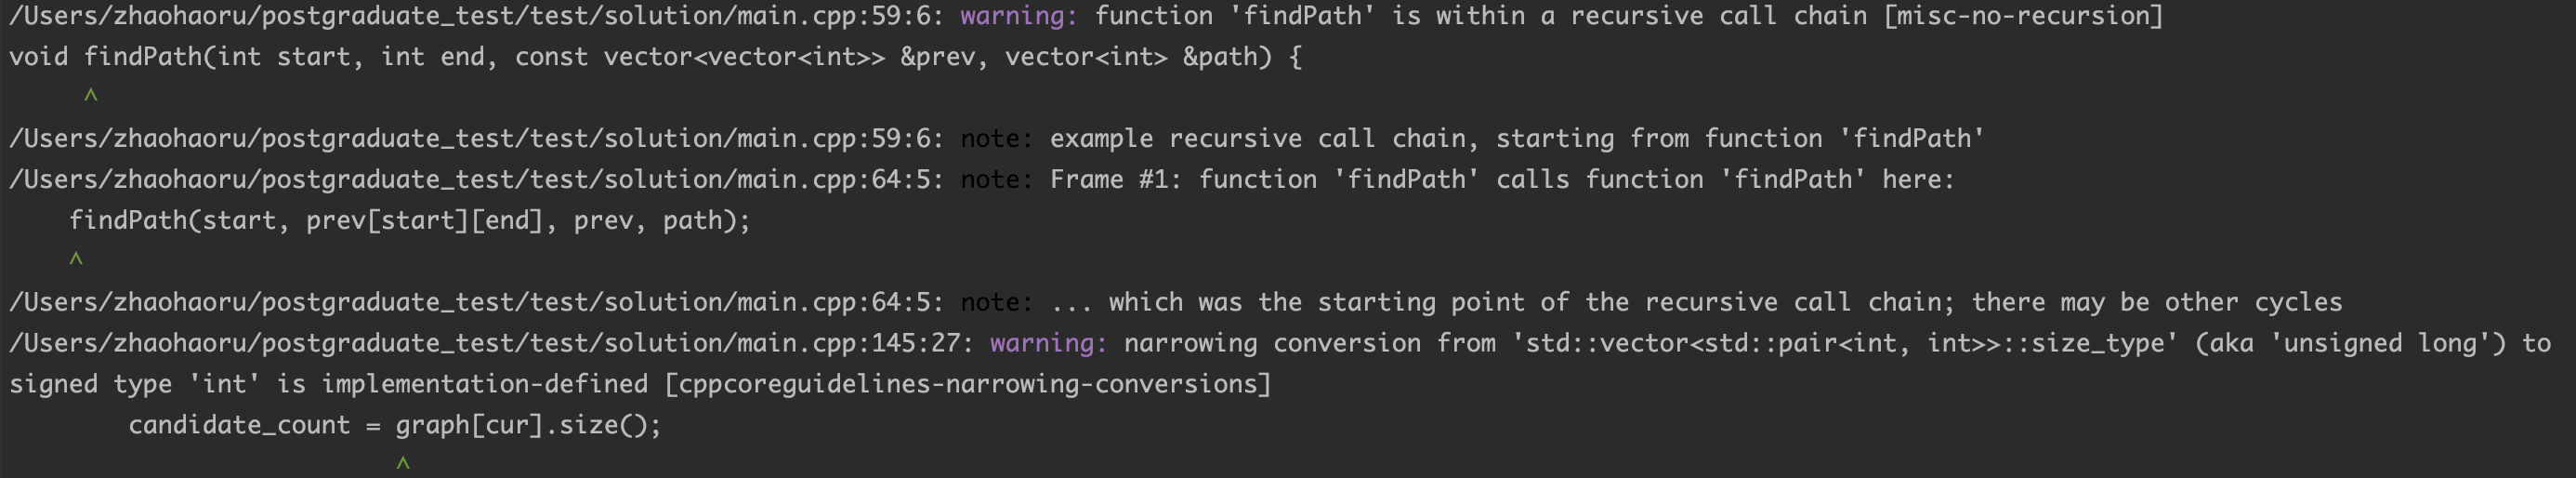 /Users/zhaohaoru/postgraduate_test/test/solution/main.cpp:59:6: warning: function 'findPath' is within a recursive call chain [misc-no-recursion]
void findPath(int start, int end, const vector<vector<int>> &prev, vector<int> &path) {
     ^
/Users/zhaohaoru/postgraduate_test/test/solution/main.cpp:59:6: note: example recursive call chain, starting from function 'findPath'
/Users/zhaohaoru/postgraduate_test/test/solution/main.cpp:64:5: note: Frame #1: function 'findPath' calls function 'findPath' here:
    findPath(start, prev[start][end], prev, path);
    ^
/Users/zhaohaoru/postgraduate_test/test/solution/main.cpp:64:5: note: ... which was the starting point of the recursive call chain; there may be other cycles
/Users/zhaohaoru/postgraduate_test/test/solution/main.cpp:145:27: warning: narrowing conversion from 'std::vector<std::pair<int, int>>::size_type' (aka 'unsigned long') to
signed type 'int' is implementation-defined [cppcoreguidelines-narrowing-conversions]
        candidate_count = graph[cur].size();
                          ^